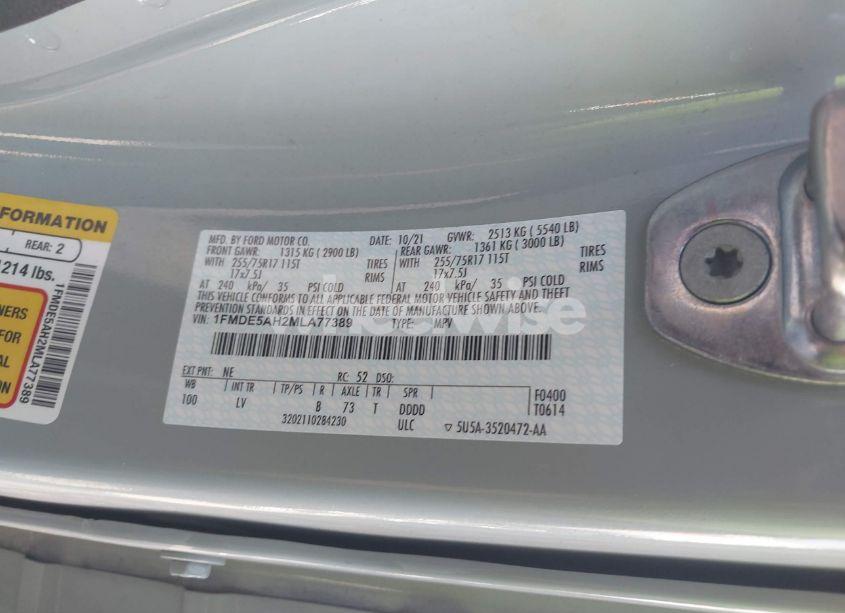 FORMATION
REAR: 2
1214 lbs.
NERS
FOR
AL
ION
1FMDE5AH2MLA77389
MFD. BY FORD MOTOR CO.
DATE: 10/21 GVWR: 2513 KG ( 5540 LB)
FRONT GAWR: 1315 KG ( 2900 LB) REAR GAWR: 1361 KG ( 3000 LB)
WITH 255/75R17 115T TIRES WITH 255/75R17 115T TIRES
17x7.5J RIMS 17x7.5J RIMS
AT 240 kPa/ 35 PSI COLD AT 240 kPa/ 35 PSI COLD
THIS VEHICLE CONFORMS TO ALL APPLICABLE FEDERAL MOTOR VEHICLE SAFETY AND THEFT
PREVENTION STANDARDS IN EFFECT ON THE DATE OF MANUFACTURE SHOWN ABOVE.
VIN: 1FMDE5AH2MLA77389 TYPE: MPV
EXT PNT: NE RC: 52 DSO:
WB INT TR TP/PS R AXLE TR SPR F0400
100 LV B 73 T DDDD T0614
3202110284230 ULC ▽ 5U5A-3520472-AA